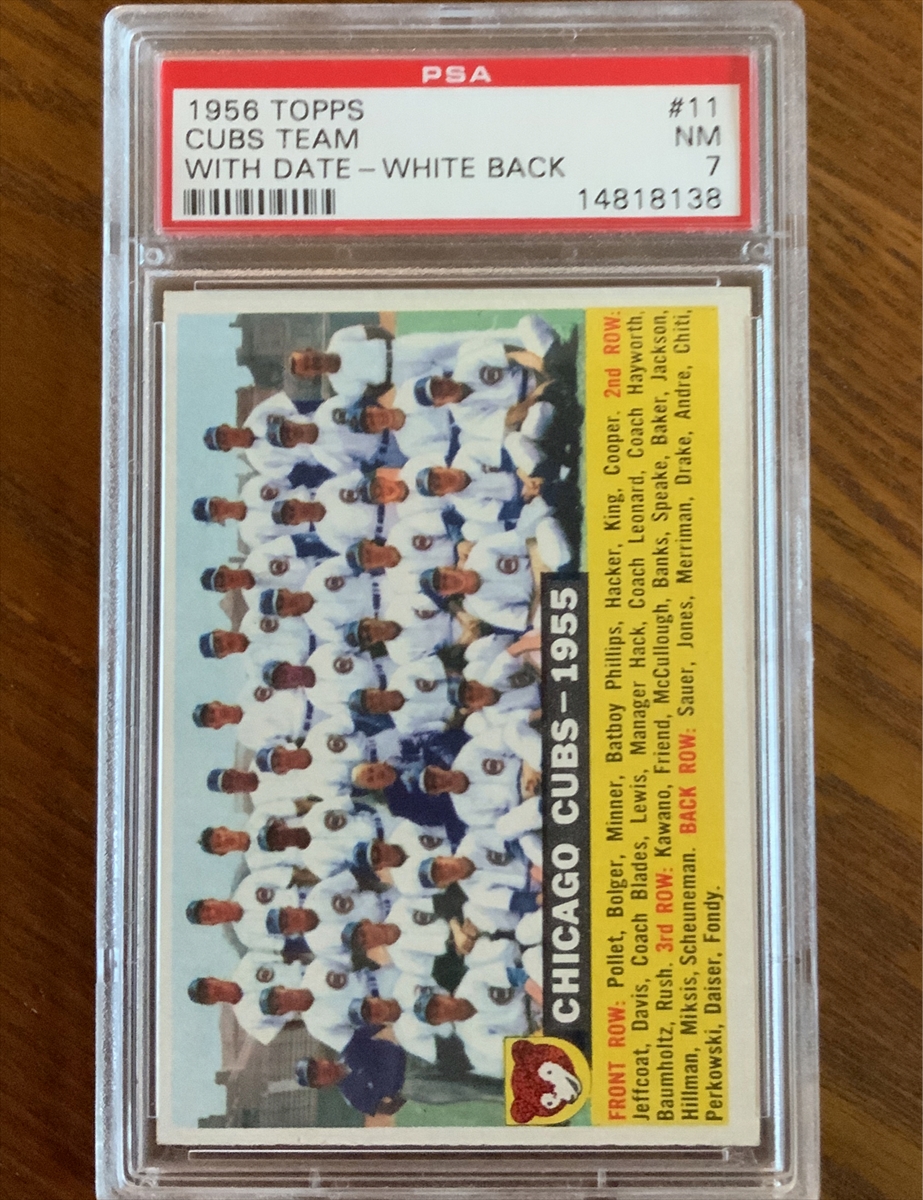 PSA
1956 TOPPS #11
CUBS TEAM NM
WITH DATE – WHITE BACK 7
14818138
CHICAGO CUBS – 1955
FRONT ROW: Pollet, Bolger, Minner, Batboy Phillips, Hacker, King, Cooper. 2nd ROW:
Jeffcoat, Davis, Coach Blades, Lewis, Manager Hack, Coach Leonard, Coach Hayworth,
Baumholtz, Rush. 3rd ROW: Kawano, Friend, McCullough, Banks, Speake, Baker, Jackson,
Hillman, Miksis, Scheuneman. BACK ROW: Sauer, Jones, Merriman, Drake, Andre, Chiti,
Perkowski, Daiser, Fondy.